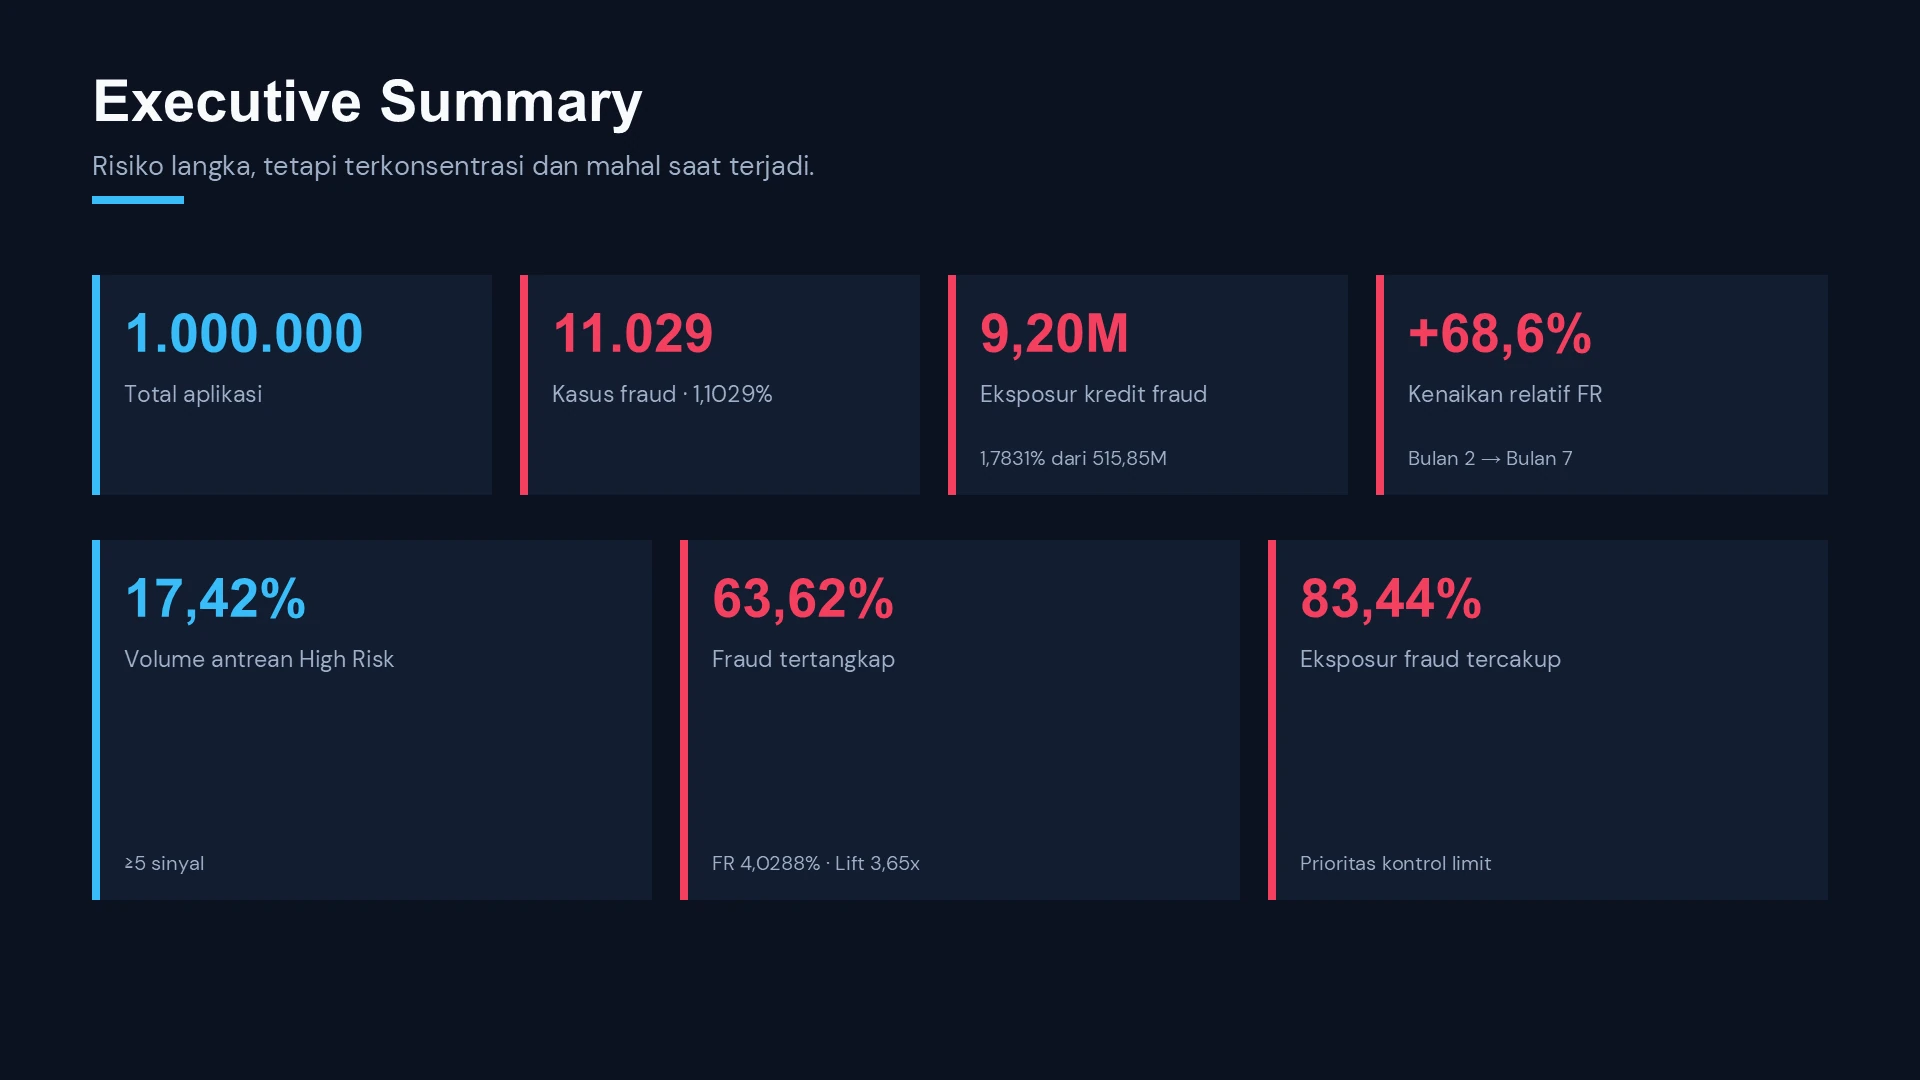 Executive Summary
Risiko langka, tetapi terkonsentrasi dan mahal saat terjadi.
1.000.000
Total aplikasi
11.029
Kasus fraud · 1,1029%
9,20M
Eksposur kredit fraud
1,7831% dari 515,85M
+68,6%
Kenaikan relatif FR
Bulan 2 → Bulan 7
17,42%
Volume antrean High Risk
≥5 sinyal
63,62%
Fraud tertangkap
FR 4,0288% · Lift 3,65x
83,44%
Eksposur fraud tercakup
Prioritas kontrol limit